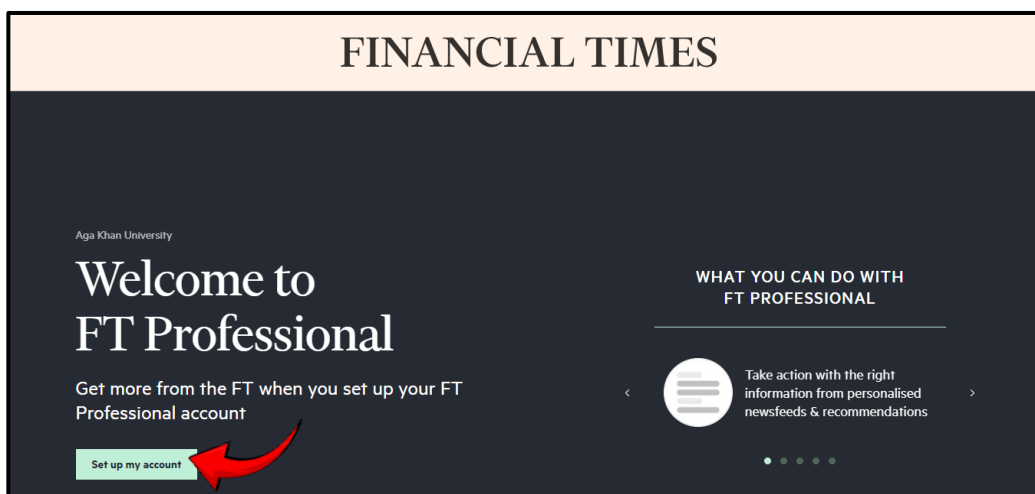 FINANCIAL TIMES
Aga Khan University
Welcome to
FT Professional
Get more from the FT when you set up your FT
Professional account
Set up my account
WHAT YOU CAN DO WITH
FT PROFESSIONAL
Take action with the right
information from personalised
newsfeeds & recommendations